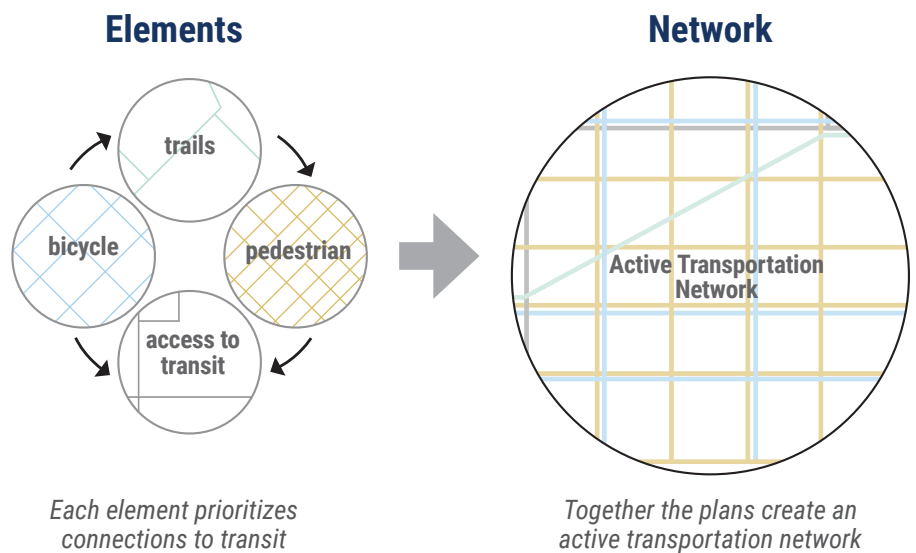 Elements
trails
bicycle
pedestrian
access to
transit
Each element prioritizes
connections to transit
Network
Active Transportation
Network
Together the plans create an
active transportation network